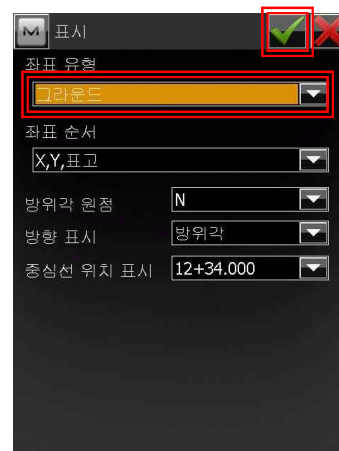 표시
좌표 유형
그라운드
좌표 순서
X,Y,표고
방위각 원점 N
방향 표시 방위각
중심선 위치 표시 12+34.000